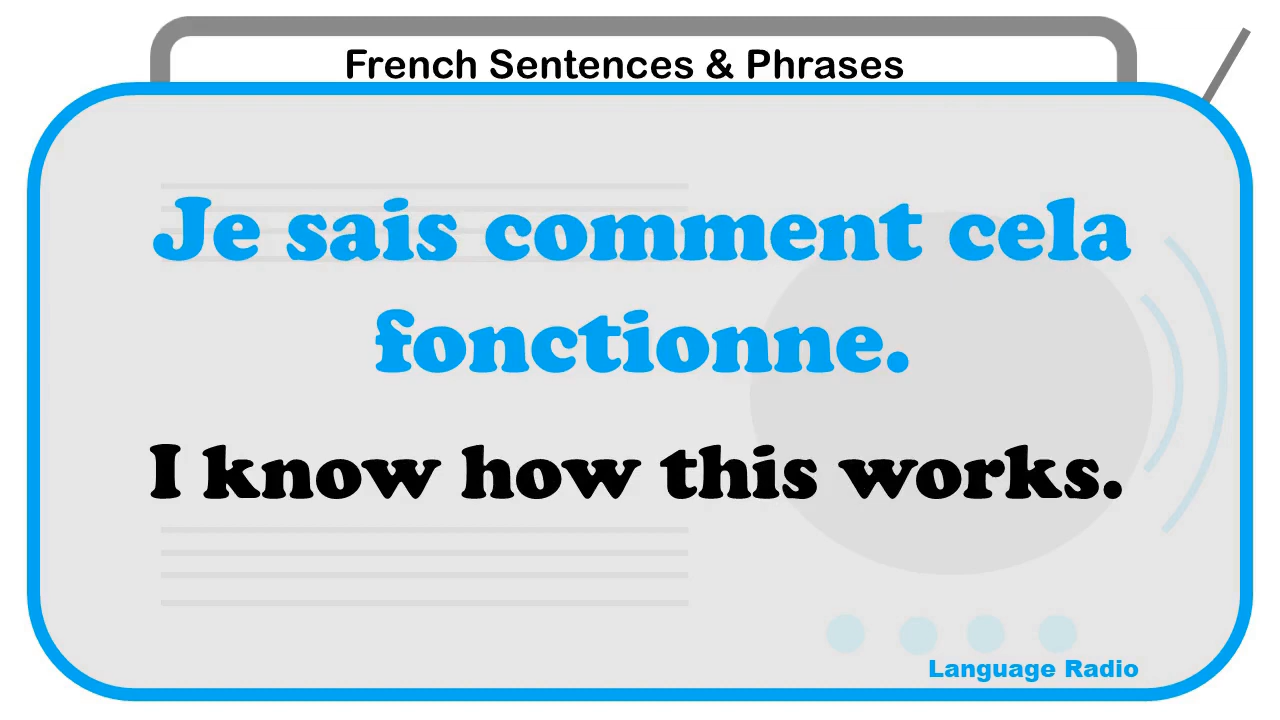 French Sentences & Phrases
Je sais comment cela
fonctionne.
I know how this works.
Language Radio